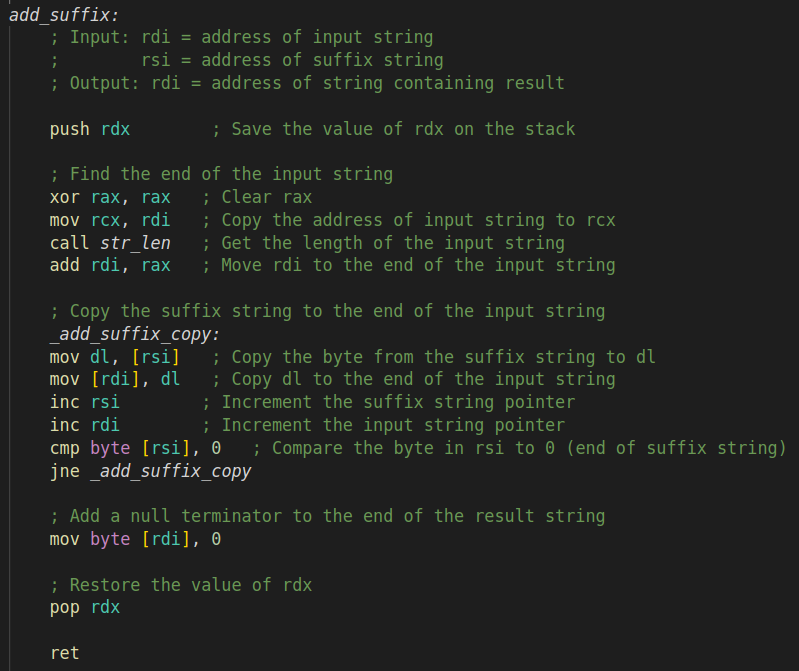 add_suffix:
    ; Input: rdi = address of input string
    ;        rsi = address of suffix string
    ; Output: rdi = address of string containing result
    push rdx        ; Save the value of rdx on the stack
    ; Find the end of the input string
    xor rax, rax   ; Clear rax
    mov rcx, rdi   ; Copy the address of input string to rcx
    call str_len   ; Get the length of the input string
    add rdi, rax   ; Move rdi to the end of the input string
    ; Copy the suffix string to the end of the input string
    _add_suffix_copy:
    mov dl, [rsi]   ; Copy the byte from the suffix string to dl
    mov [rdi], dl   ; Copy dl to the end of the input string
    inc rsi        ; Increment the suffix string pointer
    inc rdi        ; Increment the input string pointer
    cmp byte [rsi], 0   ; Compare the byte in rsi to 0 (end of suffix string)
    jne _add_suffix_copy
    ; Add a null terminator to the end of the result string
    mov byte [rdi], 0
    ; Restore the value of rdx
    pop rdx
    ret